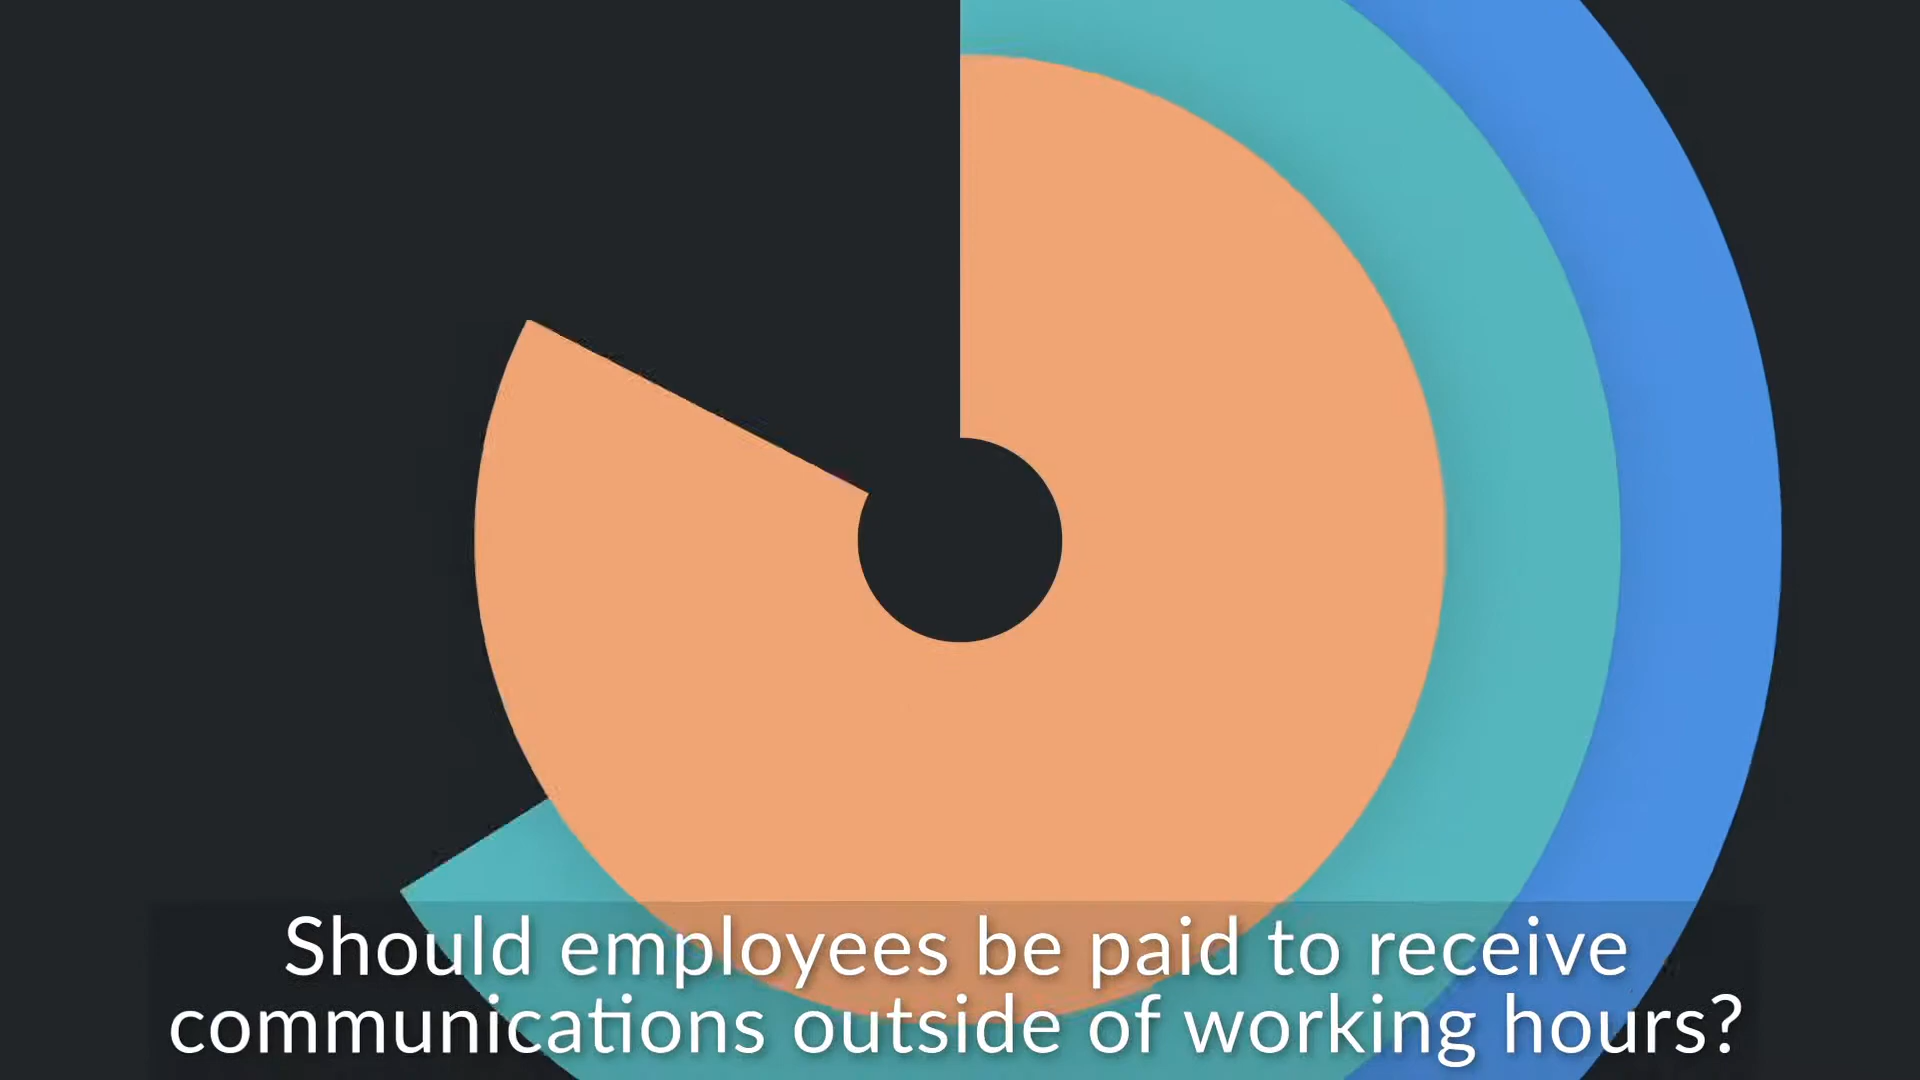 Should employees be paid to receive
communications outside of working hours?